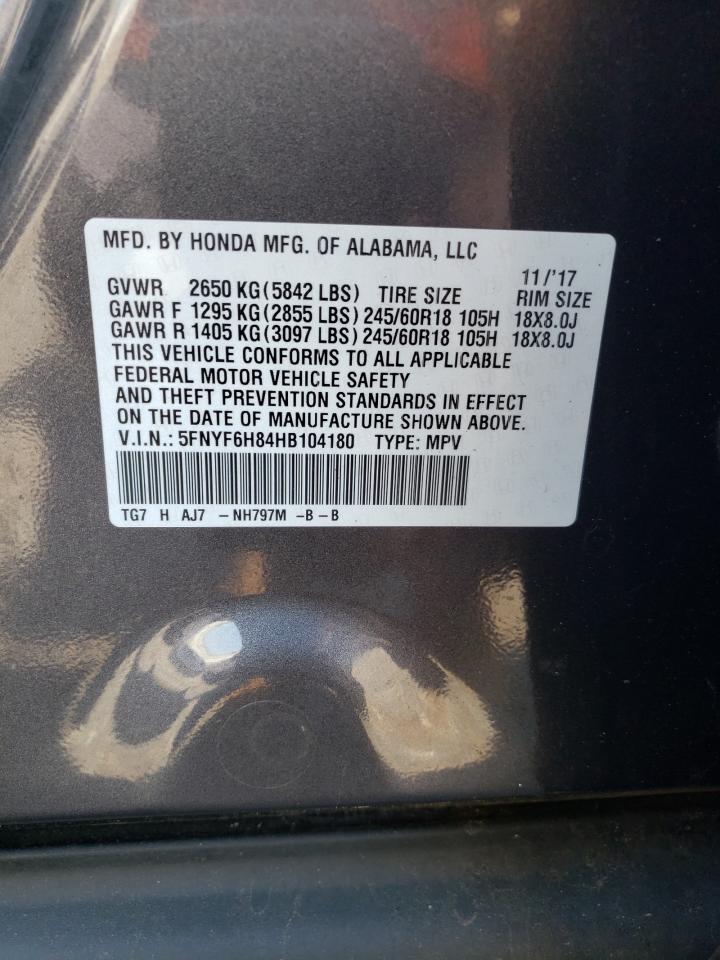 MFD. BY HONDA MFG. OF ALABAMA, LLC
11/'17
GVWR 2650 KG(5842 LBS) TIRE SIZE RIM SIZE
GAWR F 1295 KG(2855 LBS) 245/60R18 105H 18X8.0J
GAWR R 1405 KG(3097 LBS) 245/60R18 105H 18X8.0J
THIS VEHICLE CONFORMS TO ALL APPLICABLE
FEDERAL MOTOR VEHICLE SAFETY
AND THEFT PREVENTION STANDARDS IN EFFECT
ON THE DATE OF MANUFACTURE SHOWN ABOVE.
V.I.N.: 5FNYF6H84HB104180 TYPE: MPV
TG7 H AJ7 -NH797M -B-B